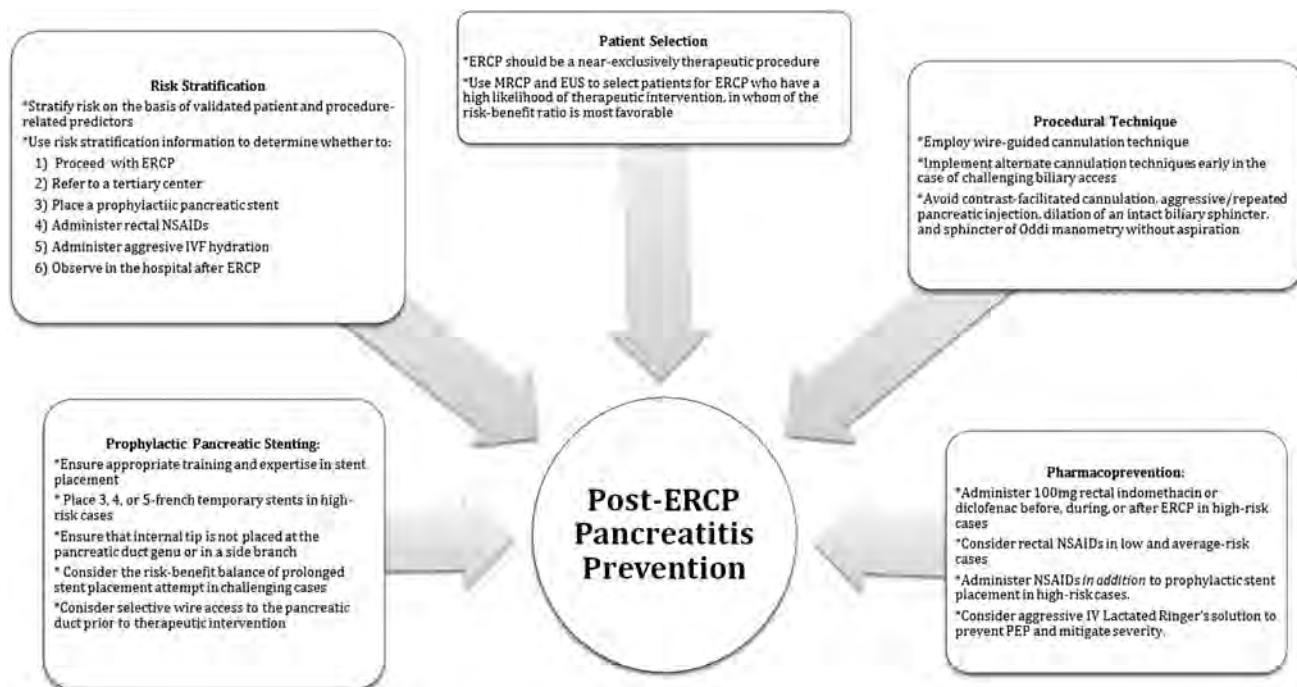 Risk Stratification
*Stratify risk on the basis of validated patient and procedure-
related predictors
*Use risk stratification information to determine whether to:
1) Proceed with ERCP
2) Refer to a tertiary center
3) Place a prophylactiic pancreatic stent
4) Administer rectal NSAIDs
5) Administer aggresive IVF hydration
6) Observe in the hospital after ERCP
Patient Selection
*ERCP should be a near-exclusively therapeutic procedure
*Use MRCP and EUS to select patients for ERCP who have a
high likelihood of therapeutic intervention, in whom of the
risk-benefit ratio is most favorable
Procedural Technique
*Employ wire-guided cannulation technique
*Implement alternate cannulation techniques early in the
case of challenging biliary access
*Avoid contrast-facilitated cannulation, aggressive/repeated
pancreatic injection, dilation of an intact biliary sphincter,
and sphincter of Oddi manometry without aspiration
Prophylactic Pancreatic Stenting:
*Ensure appropriate training and expertise in stent
placement
* Place 3, 4, or 5-french temporary stents in high-
risk cases
*Ensure that internal tip is not placed at the
pancreatic duct genu or in a side branch
* Consider the risk-benefit balance of prolonged
stent placement attempt in challenging cases
*Conisder selective wire access to the pancreatic
duct prior to therapeutic intervention
Post-ERCP
Pancreatitis
Prevention
Pharmacoprevention:
*Administer 100mg rectal indomethacin or
diclofenac before, during, or after ERCP in high-risk
cases
*Consider rectal NSAIDs in low and average-risk
cases
*Administer NSAIDs in addition to prophylactic stent
placement in high-risk cases.
*Consider aggressive IV Lactated Ringer's solution to
prevent PEP and mitigate severity.